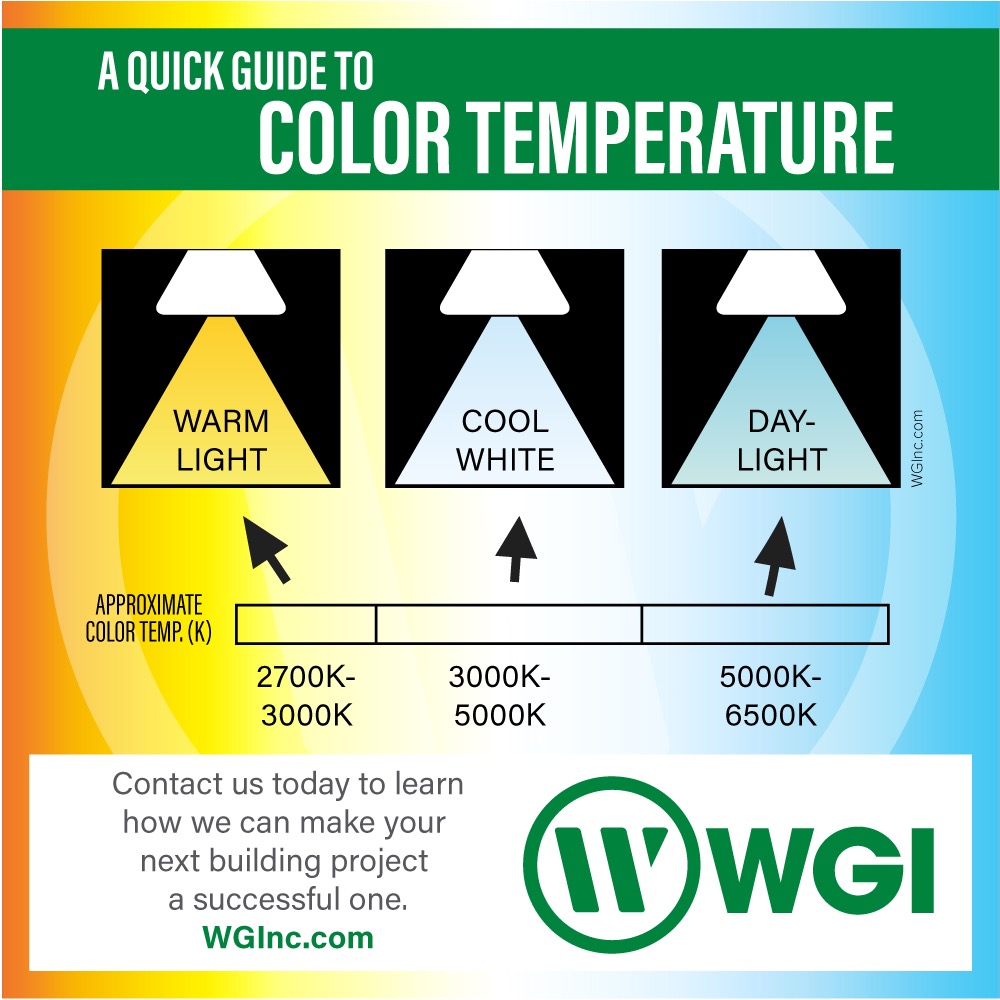 A QUICK GUIDE TO
COLOR TEMPERATURE
WARM
LIGHT
COOL
WHITE
DAY-
LIGHT
WGInc.com
APPROXIMATE
COLOR TEMP. (K)
2700K-
3000K
3000K-
5000K
5000K-
6500K
Contact us today to learn
how we can make your
next building project
a successful one.
WGInc.com
W WGI